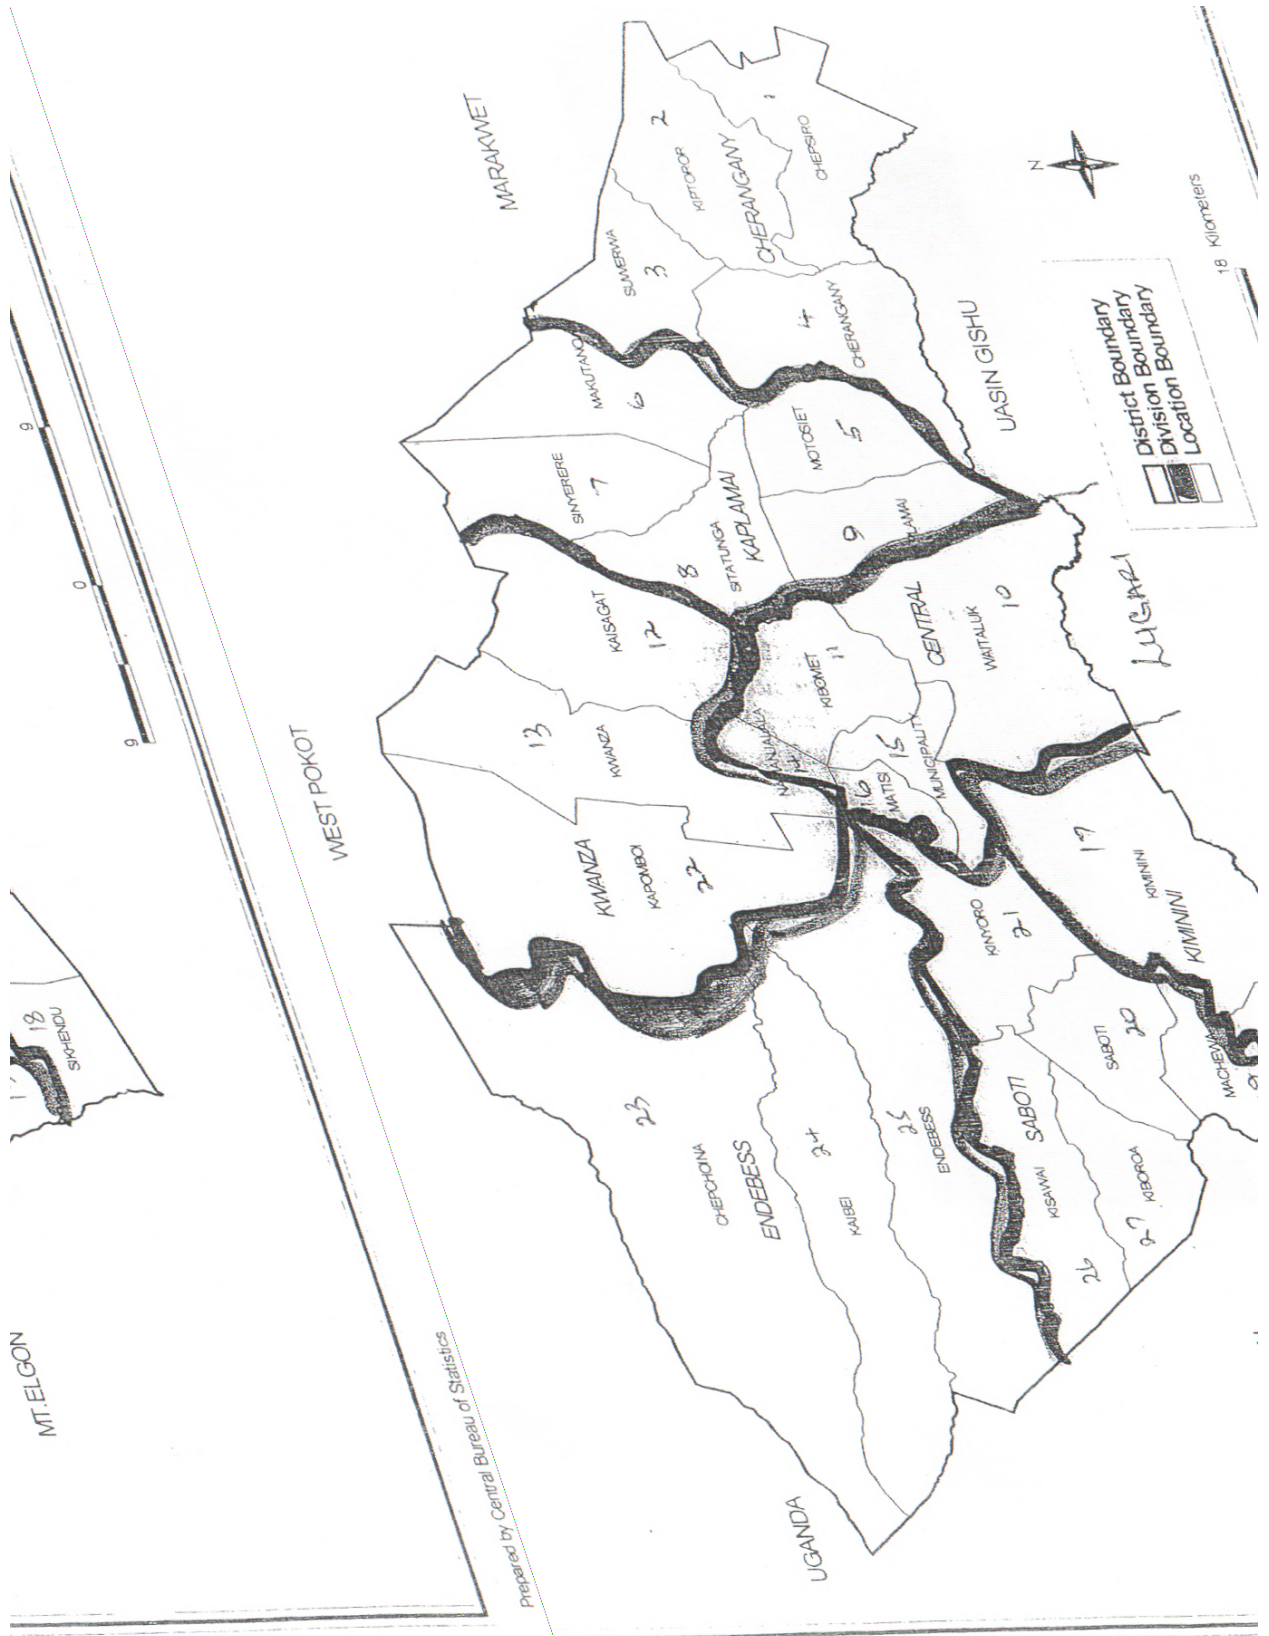 MARAKWET
2
KIPTOROR
CHERANGANY
1
CHEPSIRO
SUWERWA
3
4
CHERANGANY
N
18 Kilometers
District Boundary
Division Boundary
Location Boundary
UASIN GISHU
MAKUTANO
6
MOTOSIET
5
SINYERERE
7
SITATUNGA
8
KAPLAMAI
9
LAMAI
9
0
9
KAISAGAT
12
CENTRAL
WAITALUK
10
LUGARI
KIBOMET
11
WEST POKOT
13
KWANZA
14
15
MUNICIPALITY
16
MATISI
KWANZA
KAPOMBOI
22
17
KIMININI
KIMININI
KINYORO
21
SABOTI
20
MACHEWA
18
SIKHENDU
23
CHEPCHOINA
ENDEBESS
24
KAIBEI
25
ENDEBESS
SABOTI
KISAWAI
26
KIBOROA
27
MT.ELGON
Prepared by Central Bureau of Statistics
UGANDA